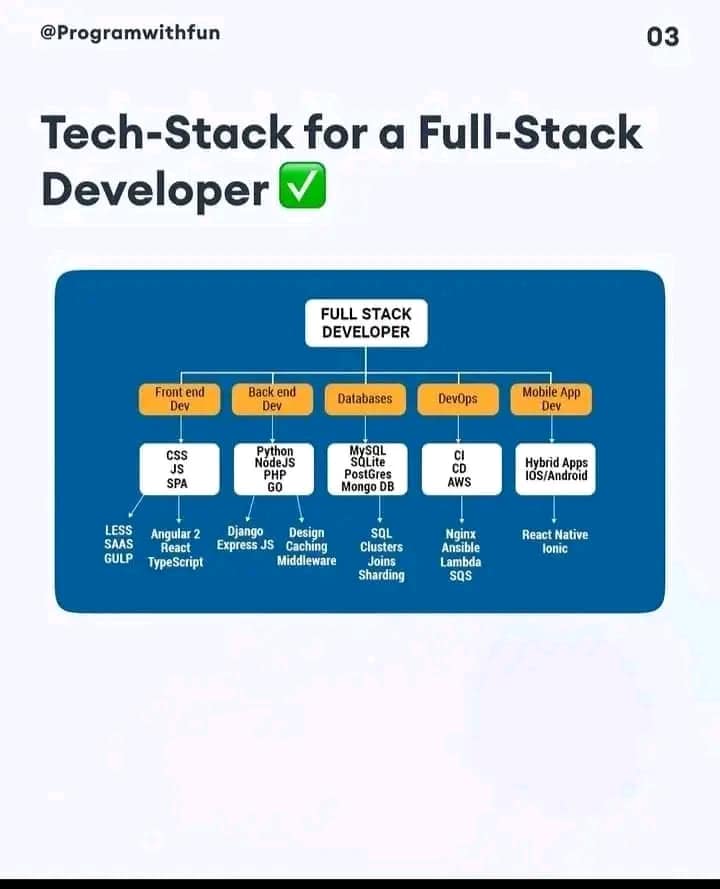 @Programwithfun
03
Tech-Stack for a Full-Stack
Developer ✅
FULL STACK
DEVELOPER
Front end
Dev
Back end
Dev
Databases
DevOps
Mobile App
Dev
CSS
JS
SPA
Python
NodeJS
PHP
GO
MySQL
SQLite
PostGres
Mongo DB
CI
CD
AWS
Hybrid Apps
IOS/Android
LESS
SAAS
GULP
Angular 2
React
TypeScript
Django
Express JS
Design
Caching
Middleware
SQL
Clusters
Joins
Sharding
Nginx
Ansible
Lambda
SQS
React Native
Ionic